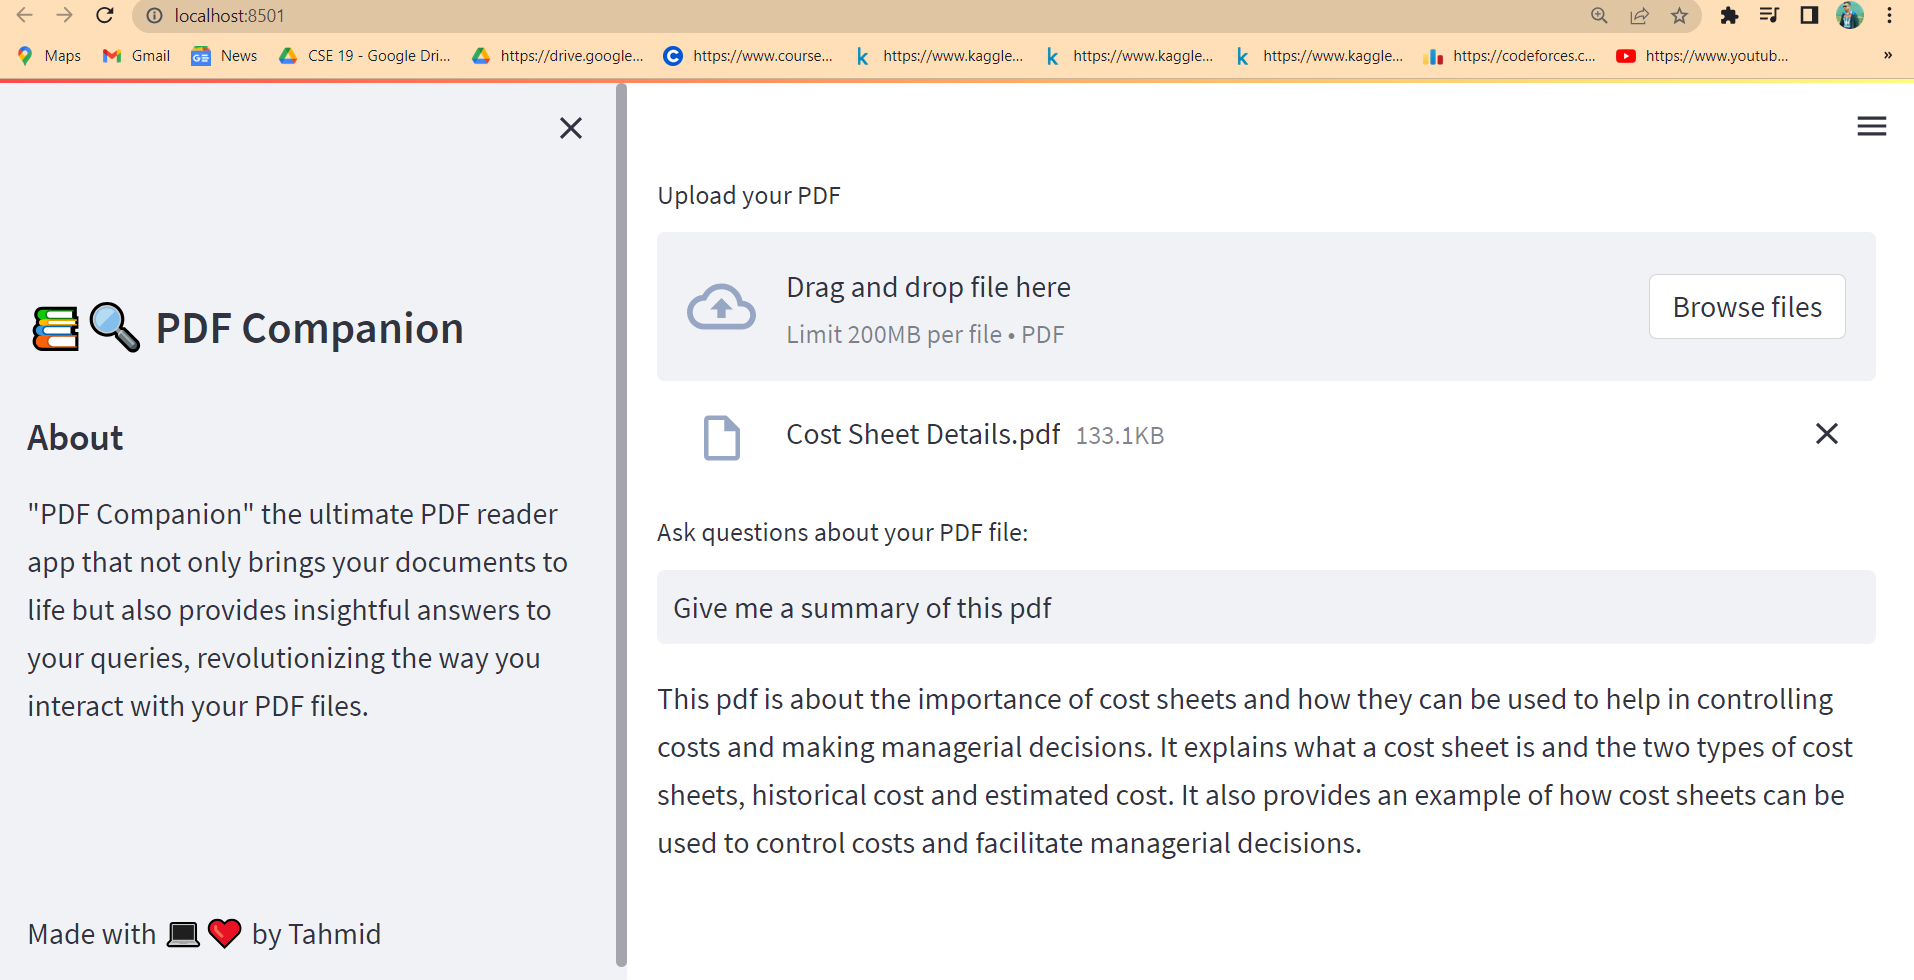 localhost:8501
Maps
Gmail
News
CSE 19 - Google Dri...
https://drive.google...
https://www.course...
https://www.kaggle...
https://www.kaggle...
https://www.kaggle...
https://codeforces.c...
https://www.youtub...
»
PDF Companion
About
"PDF Companion" the ultimate PDF reader
app that not only brings your documents to
life but also provides insightful answers to
your queries, revolutionizing the way you
interact with your PDF files.
Made with 💻❤️ by Tahmid
Upload your PDF
Drag and drop file here
Limit 200MB per file • PDF
Browse files
Cost Sheet Details.pdf 133.1KB
Ask questions about your PDF file:
Give me a summary of this pdf
This pdf is about the importance of cost sheets and how they can be used to help in controlling
costs and making managerial decisions. It explains what a cost sheet is and the two types of cost
sheets, historical cost and estimated cost. It also provides an example of how cost sheets can be
used to control costs and facilitate managerial decisions.